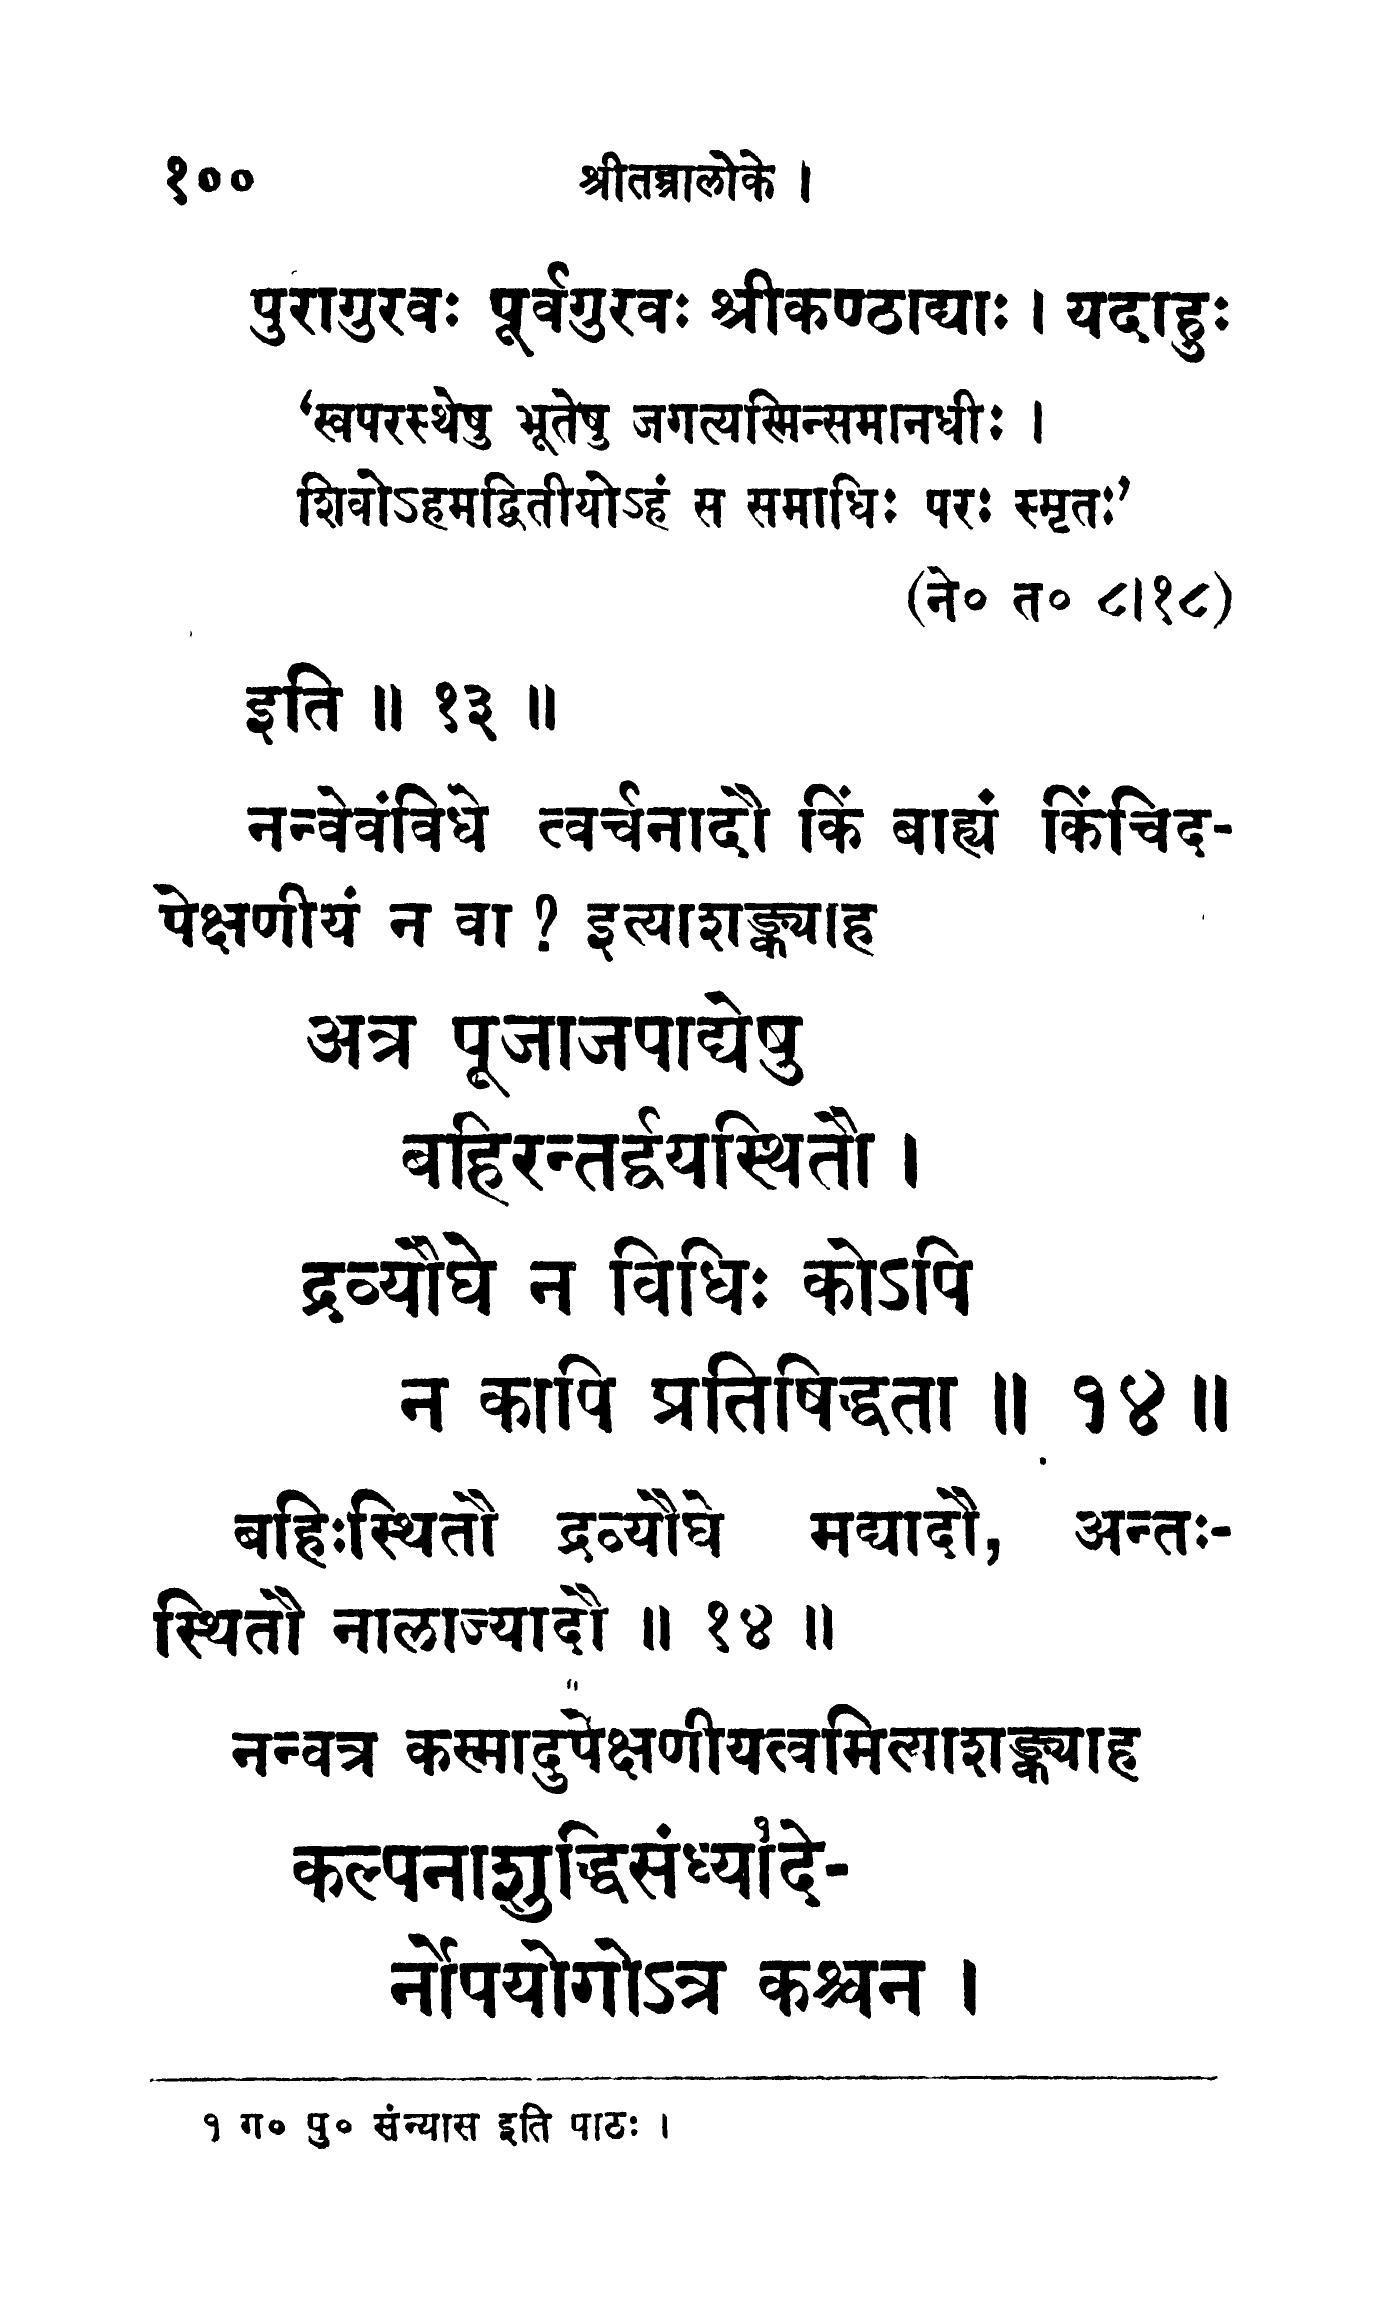 १०० श्रीतन्त्रालोके ।
पुरागुरवः पूर्वगुरवः श्रीकण्ठाद्याः । यदाहुः
‘स्वपरस्थेषु भूतेषु जगत्यस्मिन्समानधीः ।
शिवोऽहमद्वितीयोऽहं स समाधिः परः स्मृतः’
(ने० त० ८।१८)
इति ॥ १३ ॥
नन्वेवंविधे त्वर्चनादौ किं बाह्यं किंचिद-
पेक्षणीयं न वा ? इत्याशङ्क्याह
अत्र पूजाजपाद्येषु
बहिरन्तर्द्वयस्थितौ ।
द्रव्यौघे न विधिः कोऽपि
न कापि प्रतिषिद्धता ॥ १४ ॥
बहिःस्थितौ द्रव्यौघे मद्यादौ, अन्तः-
स्थितौ नालाज्यादौ ॥ १४ ॥
नन्वत्र कस्मादुपेक्षणीयत्वमित्याशङ्क्याह
कल्पनाशुद्धिसंध्या१दे-
र्नोपयोगोऽत्र कश्चन ।
१ ग० पु० संन्यास इति पाठः ।